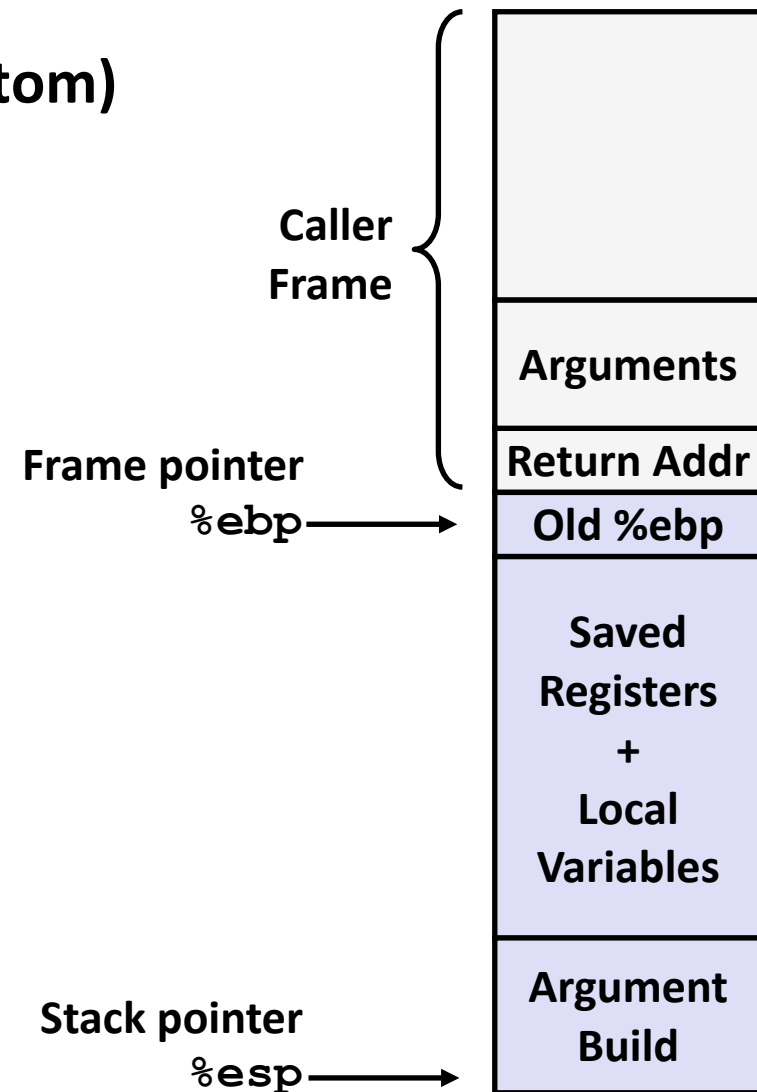 tom)
Caller
Frame
Arguments
Return Addr
Frame pointer
%ebp
Old %ebp
Saved
Registers
+
Local
Variables
Argument
Build
Stack pointer
%esp